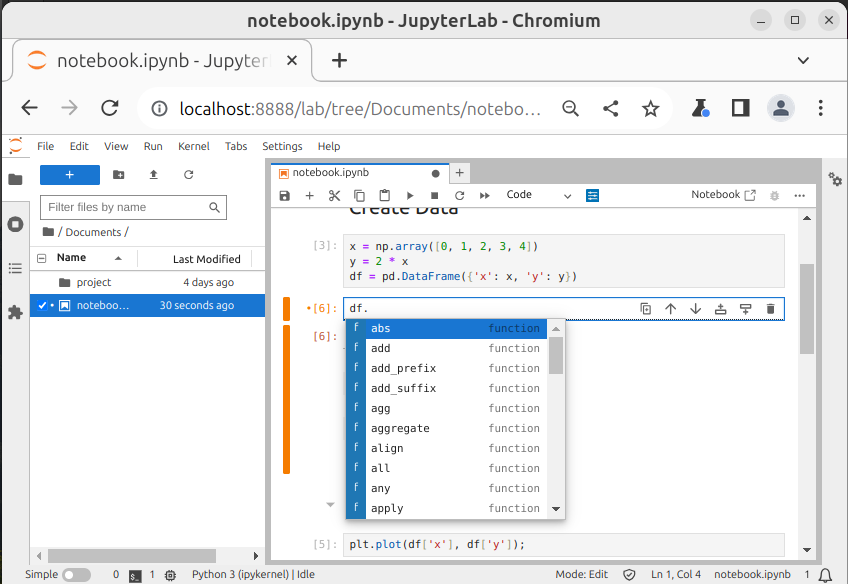 notebook.ipynb - JupyterLab - Chromium
notebook.ipynb - Jupyter
localhost:8888/lab/tree/Documents/notebo...
File Edit View Run Kernel Tabs Settings Help
notebook.ipynb
Code
Notebook
Filter files by name
/ Documents /
Name Last Modified
project 4 days ago
noteboo... 30 seconds ago
Create Data
[3]: x = np.array([0, 1, 2, 3, 4])
y = 2 * x
df = pd.DataFrame({'x': x, 'y': y})
•[6]: df.
[6]:
f abs function
f add function
f add_prefix function
f add_suffix function
f agg function
f aggregate function
f align function
f all function
f any function
f apply function
[5]: plt.plot(df['x'], df['y']);
Simple 0 $_ 1 Python 3 (ipykernel) | Idle Mode: Edit Ln 1, Col 4 notebook.ipynb 1